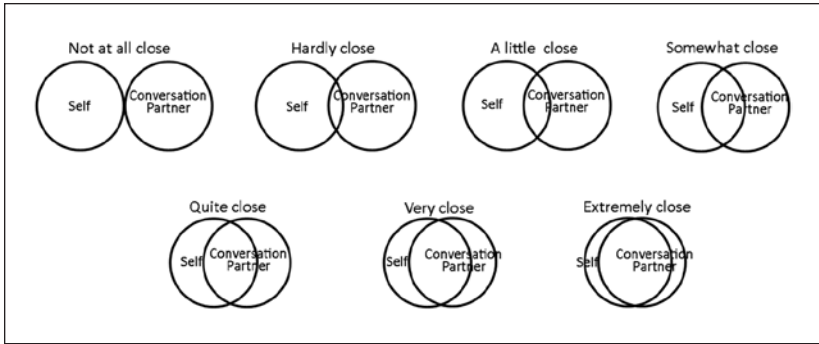 Not at all close
Hardly close
A little close
Somewhat close
Self
Conversation
Partner
Self
Conversation
Partner
Self
Conversation
Partner
Self
Conversation
Partner
Quite close
Very close
Extremely close
Self
Conversation
Partner
Self
Conversation
Partner
Self
Conversation
Partner